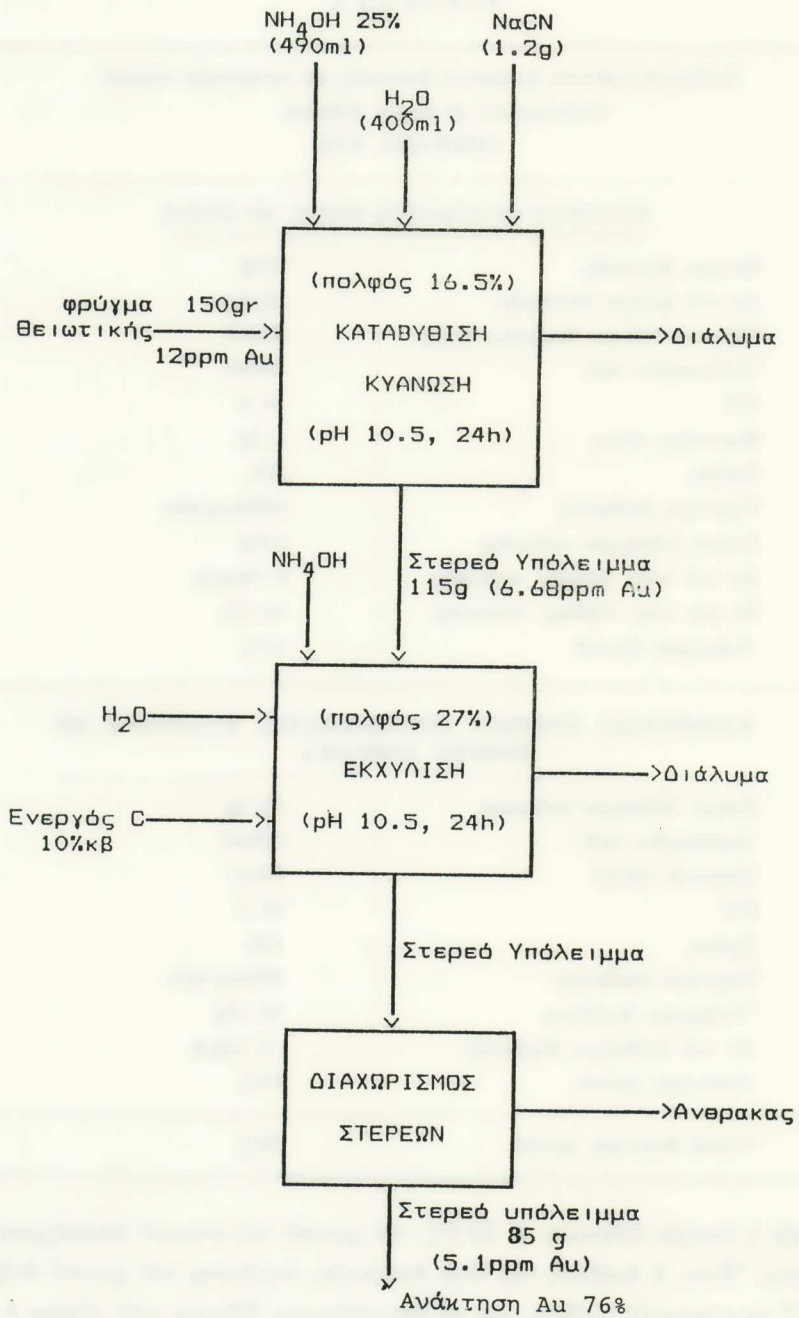 NH4OH 25%
(490ml)
NaCN
(1.2g)
H2O
(400ml)
φρύγμα 150gr
θειωτικής
12ppm Au
(πολφός 16.5%)
ΚΑΤΑΒΥΘΙΣΗ
ΚΥΑΝΩΣΗ
(pH 10.5, 24h)
Διάλυμα
NH4OH
Στερεό Υπόλειμμα
115g (6.68ppm Au)
H2O
Ενεργός C
10%κβ
(πολφός 27%)
ΕΚΧΥΛΙΣΗ
(pH 10.5, 24h)
Διάλυμα
Στερεό Υπόλειμμα
ΔΙΑΧΩΡΙΣΜΟΣ
ΣΤΕΡΕΩΝ
Ανθρακας
Στερεό υπόλειμμα
85 g
(5.1ppm Au)
Ανάκτηση Au 76%